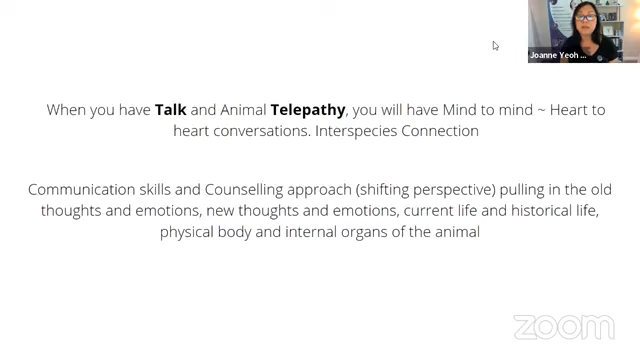 Joanne Yeoh ...
When you have Talk and Animal Telepathy, you will have Mind to mind ~ Heart to
heart conversations. Interspecies Connection
Communication skills and Counselling approach (shifting perspective) pulling in the old
thoughts and emotions, new thoughts and emotions, current life and historical life,
physical body and internal organs of the animal
zoom